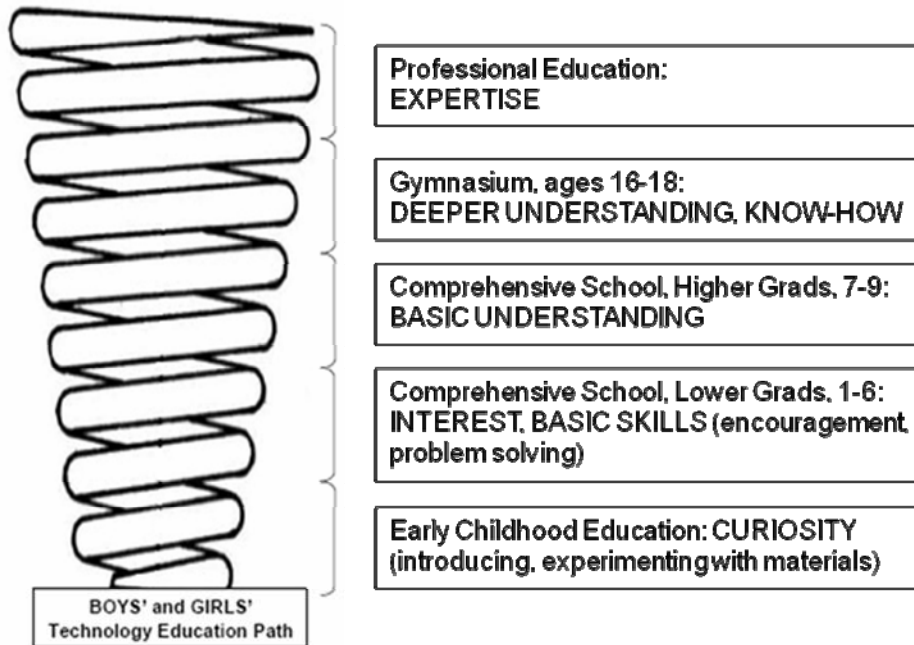 Professional Education:
EXPERTISE
Gymnasium, ages 16-18:
DEEPER UNDERSTANDING, KNOW-HOW
Comprehensive School, Higher Grads, 7-9:
BASIC UNDERSTANDING
Comprehensive School, Lower Grads, 1-6:
INTEREST, BASIC SKILLS (encouragement,
problem solving)
Early Childhood Education: CURIOSITY
(introducing, experimenting with materials)
BOYS' and GIRLS'
Technology Education Path